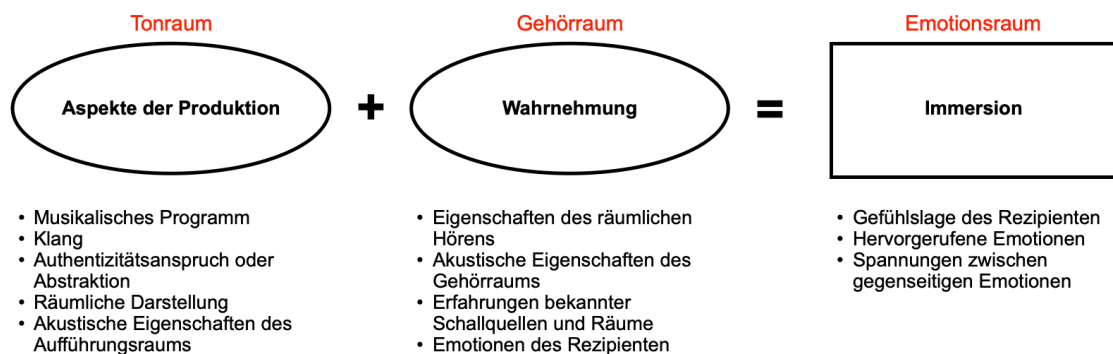 Tonraum
Gehörraum
Emotionsraum
Aspekte der Produktion
+
Wahrnehmung
=
Immersion
• Musikalisches Programm
• Klang
• Authentizitätsanspruch oder
Abstraktion
• Räumliche Darstellung
• Akustische Eigenschaften des
Aufführungsraums
• Eigenschaften des räumlichen
Hörens
• Akustische Eigenschaften des
Gehörraums
• Erfahrungen bekannter
Schallquellen und Räume
• Emotionen des Rezipienten
• Gefühlslage des Rezipienten
• Hervorgerufene Emotionen
• Spannungen zwischen
gegenseitigen Emotionen